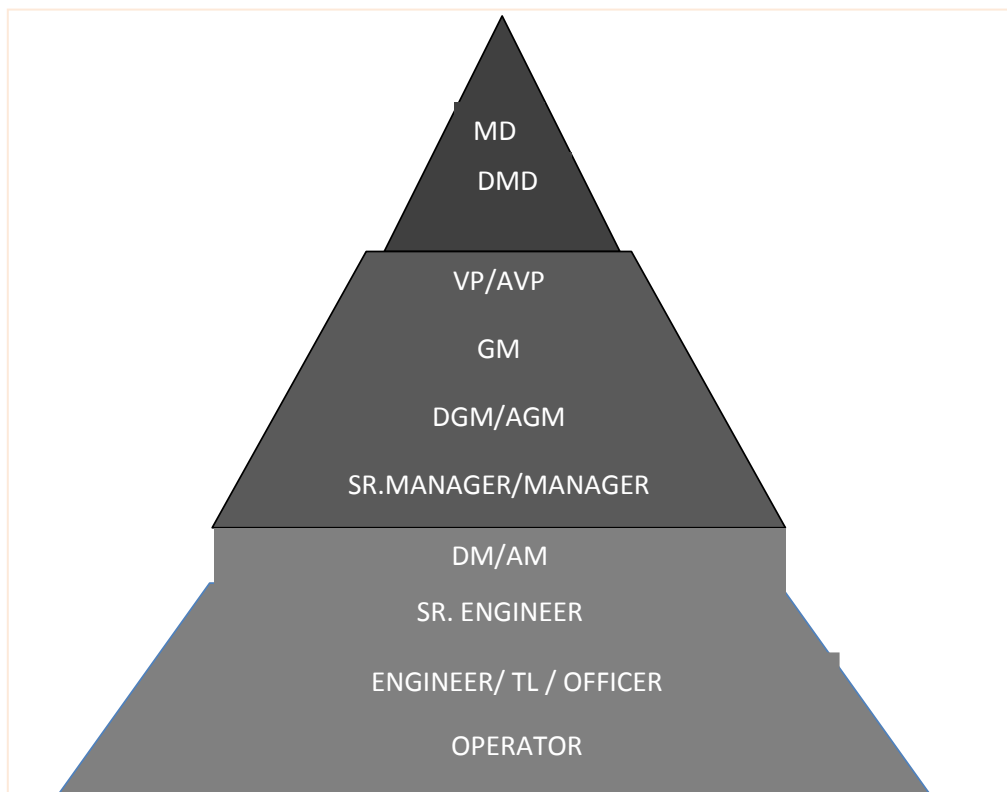 MD
DMD
VP/AVP
GM
DGM/AGM
SR.MANAGER/MANAGER
DM/AM
SR. ENGINEER
ENGINEER/ TL / OFFICER
OPERATOR